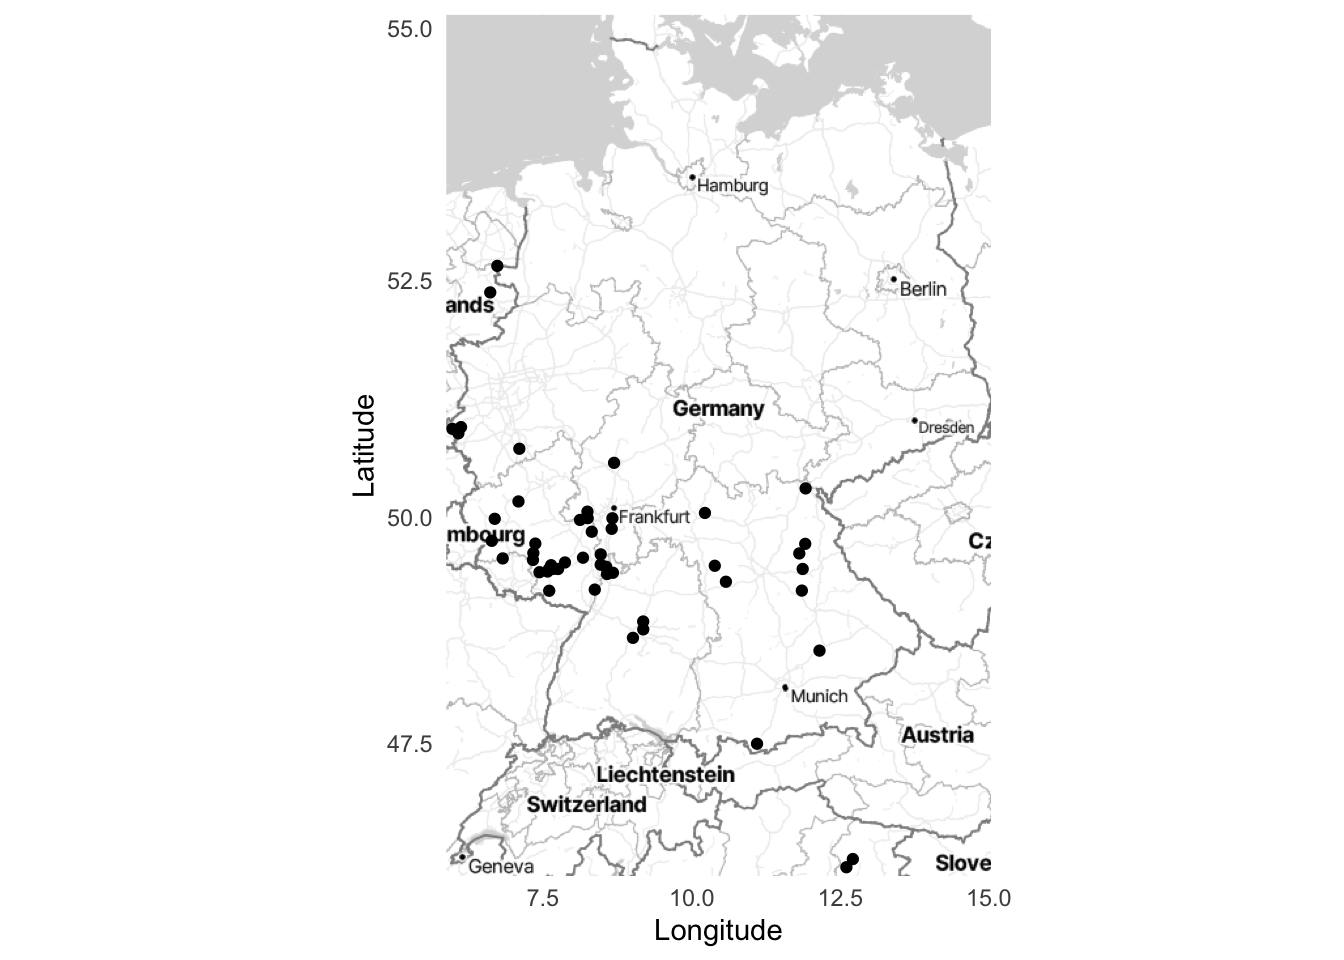 55.0
Hamburg
52.5
Berlin
ands
Germany
Dresden
Latitude
50.0
Frankfurt
mbourg
Cz
Munich
47.5
Austria
Liechtenstein
Switzerland
Slove
Geneva
7.5
10.0
12.5
15.0
Longitude